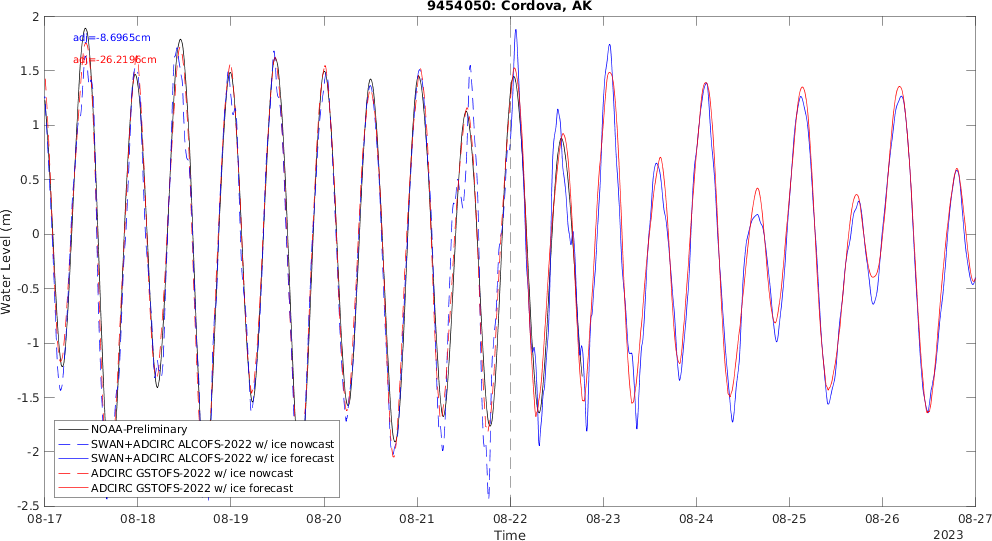 9454050: Cordova, AK
adj=-8.6965cm
adj=-26.2196cm
Water Level (m)
2
1.5
1
0.5
0
-0.5
-1
-1.5
-2
-2.5
NOAA-Preliminary
SWAN+ADCIRC ALCOFS-2022 w/ ice nowcast
SWAN+ADCIRC ALCOFS-2022 w/ ice forecast
ADCIRC GSTOFS-2022 w/ ice nowcast
ADCIRC GSTOFS-2022 w/ ice forecast
08-17 08-18 08-19 08-20 08-21 08-22 08-23 08-24 08-25 08-26 08-27
Time
2023